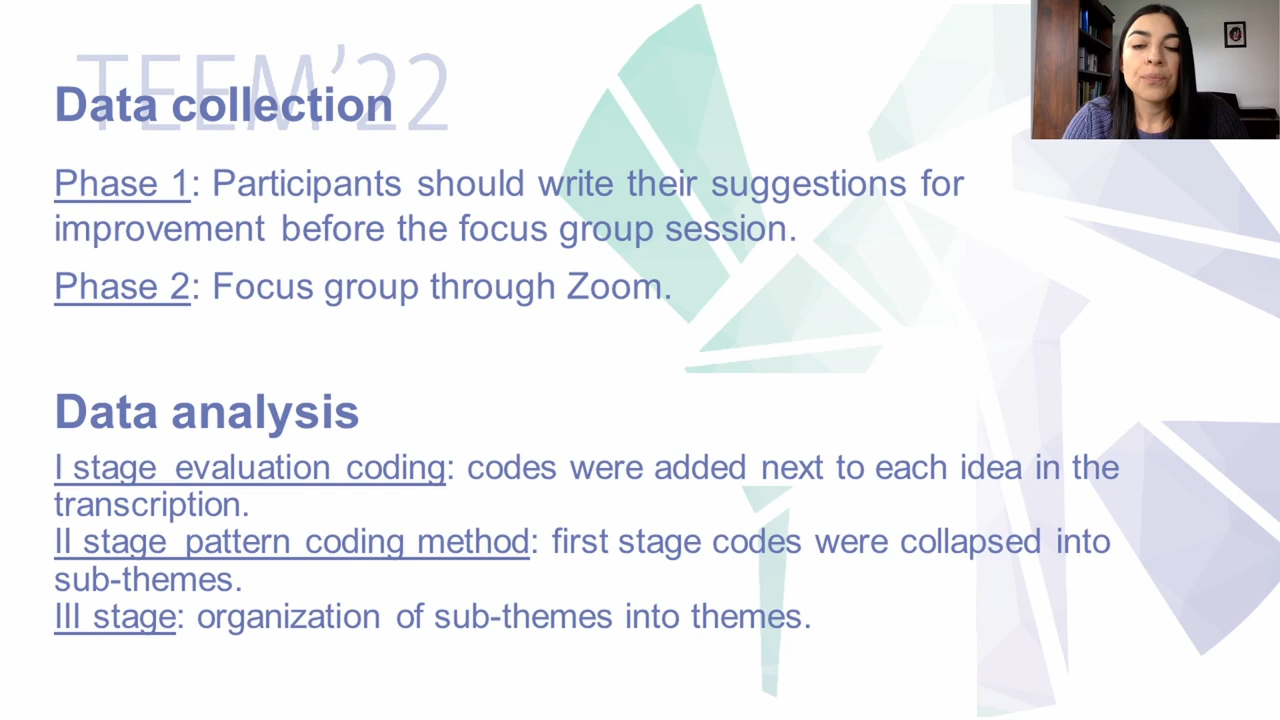 TEEM’22
Data collection
Phase 1: Participants should write their suggestions for
improvement before the focus group session.
Phase 2: Focus group through Zoom.
Data analysis
I stage evaluation coding: codes were added next to each idea in the
transcription.
II stage pattern coding method: first stage codes were collapsed into
sub-themes.
III stage: organization of sub-themes into themes.